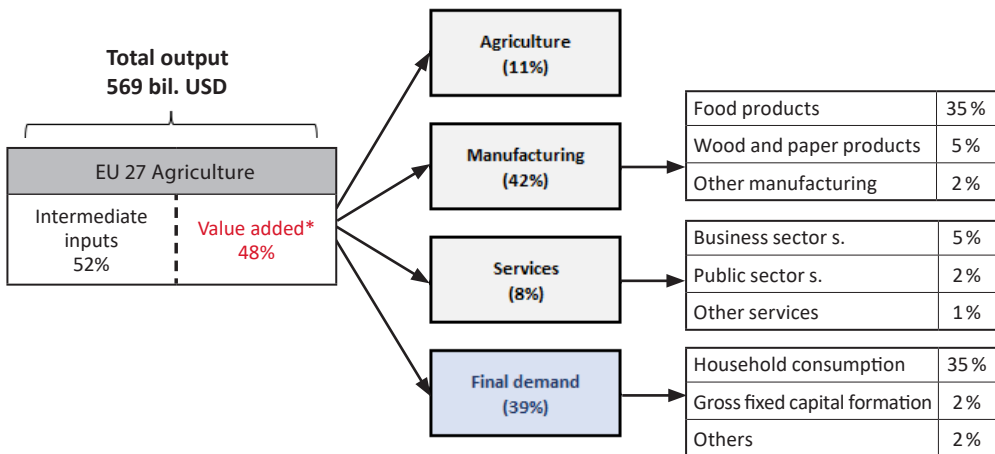 Total output
569 bil. USD
EU 27 Agriculture
Intermediate
inputs
52%
Value added*
48%
Agriculture
(11%)
Manufacturing
(42%)
Services
(8%)
Final demand
(39%)
Food products 35%
Wood and paper products 5%
Other manufacturing 2%
Business sector s. 5%
Public sector s. 2%
Other services 1%
Household consumption 35%
Gross fixed capital formation 2%
Others 2%